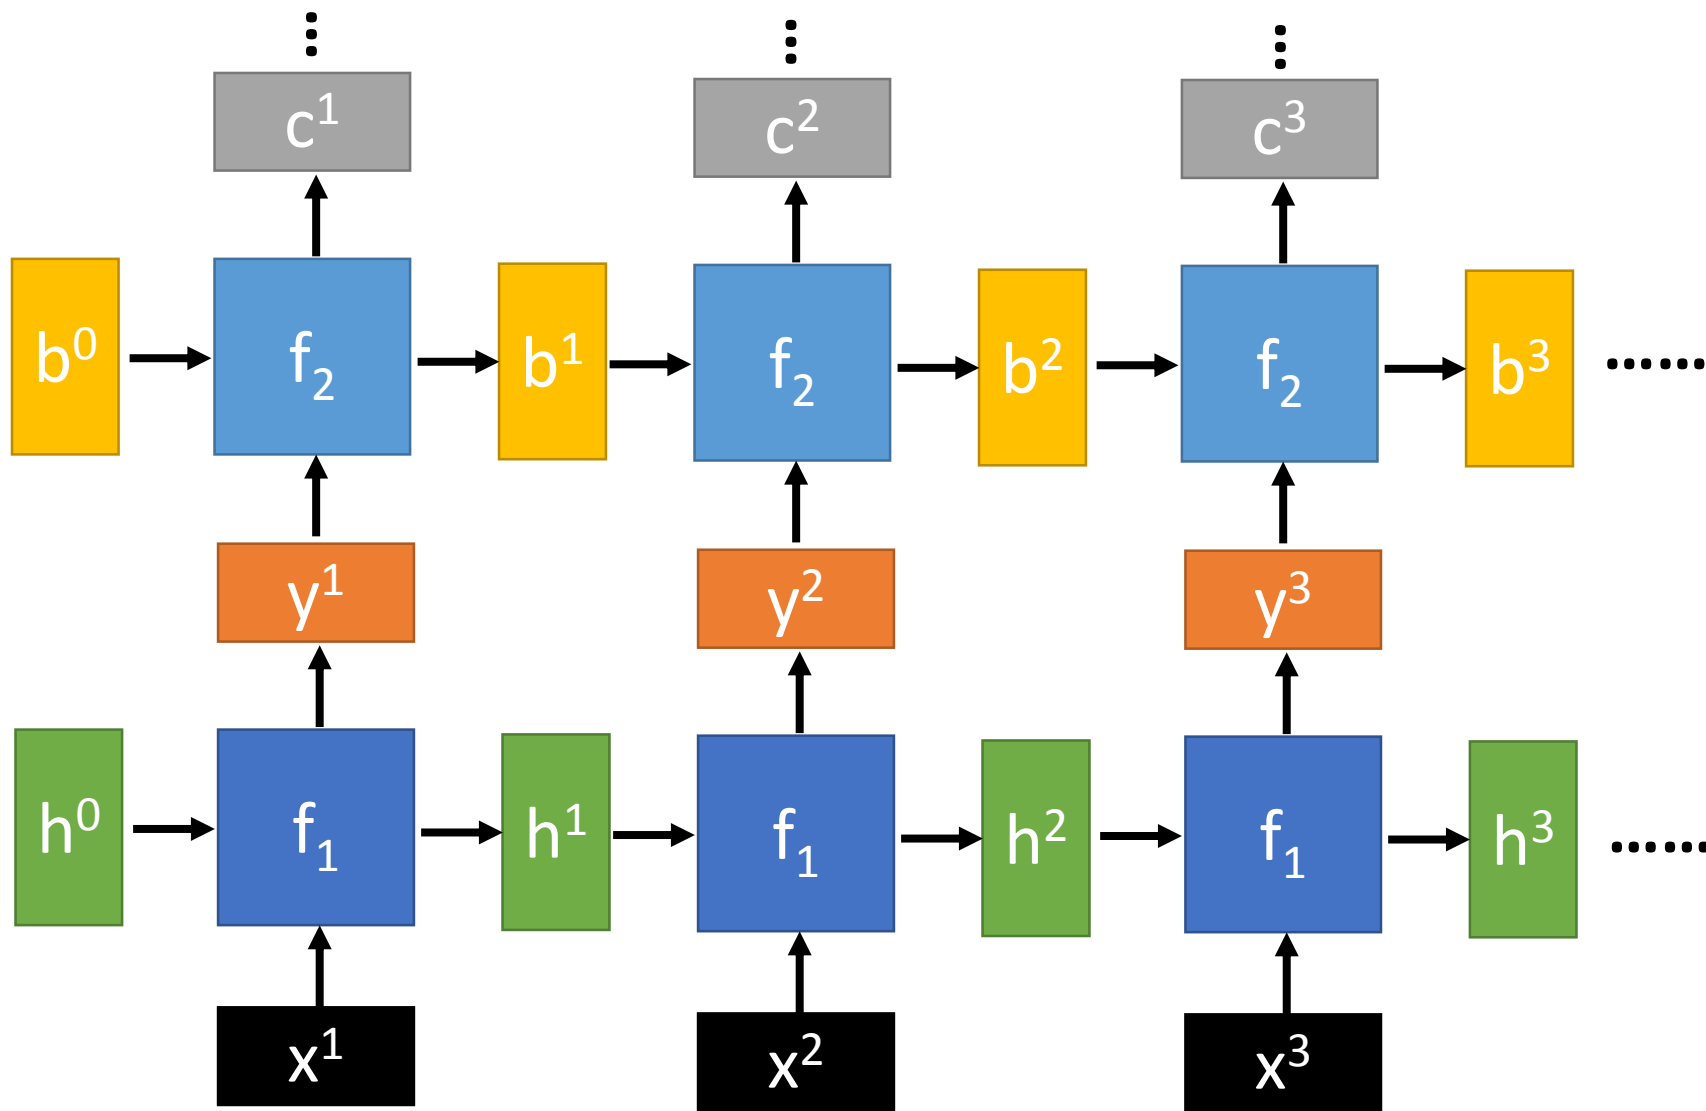 c¹ c² c³
b⁰ f₂ b¹ f₂ b² f₂ b³ ......
y¹ y² y³
h⁰ f₁ h¹ f₁ h² f₁ h³ ......
x¹ x² x³